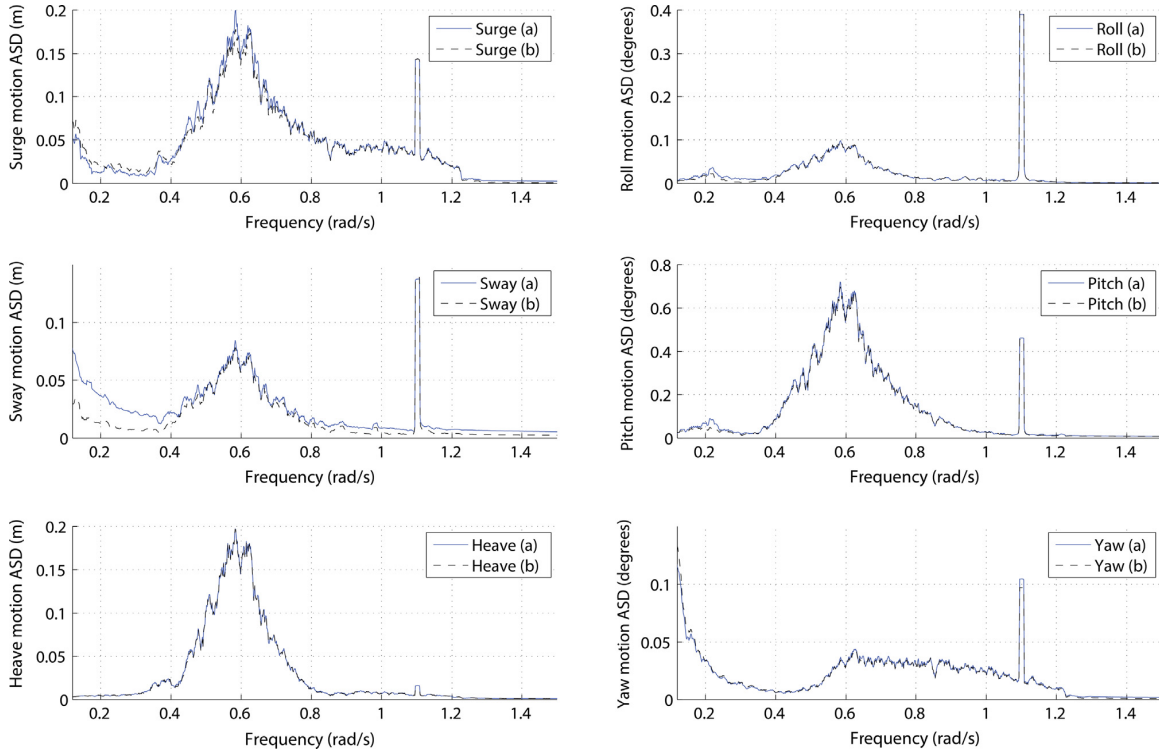 Surge motion ASD (m)
0.2
0.15
0.1
0.05
0
Surge (a)
Surge (b)
0.2 0.4 0.6 0.8 1 1.2 1.4
Frequency (rad/s)
Roll motion ASD (degrees)
0.4
0.3
0.2
0.1
0
Roll (a)
Roll (b)
0.2 0.4 0.6 0.8 1 1.2 1.4
Frequency (rad/s)
Sway motion ASD (m)
0.1
0.05
0
Sway (a)
Sway (b)
0.2 0.4 0.6 0.8 1 1.2 1.4
Frequency (rad/s)
Pitch motion ASD (degrees)
0.8
0.6
0.4
0.2
0
Pitch (a)
Pitch (b)
0.2 0.4 0.6 0.8 1 1.2 1.4
Frequency (rad/s)
Heave motion ASD (m)
0.2
0.15
0.1
0.05
0
Heave (a)
Heave (b)
0.2 0.4 0.6 0.8 1 1.2 1.4
Frequency (rad/s)
Yaw motion ASD (degrees)
0.1
0.05
0
Yaw (a)
Yaw (b)
0.2 0.4 0.6 0.8 1 1.2 1.4
Frequency (rad/s)